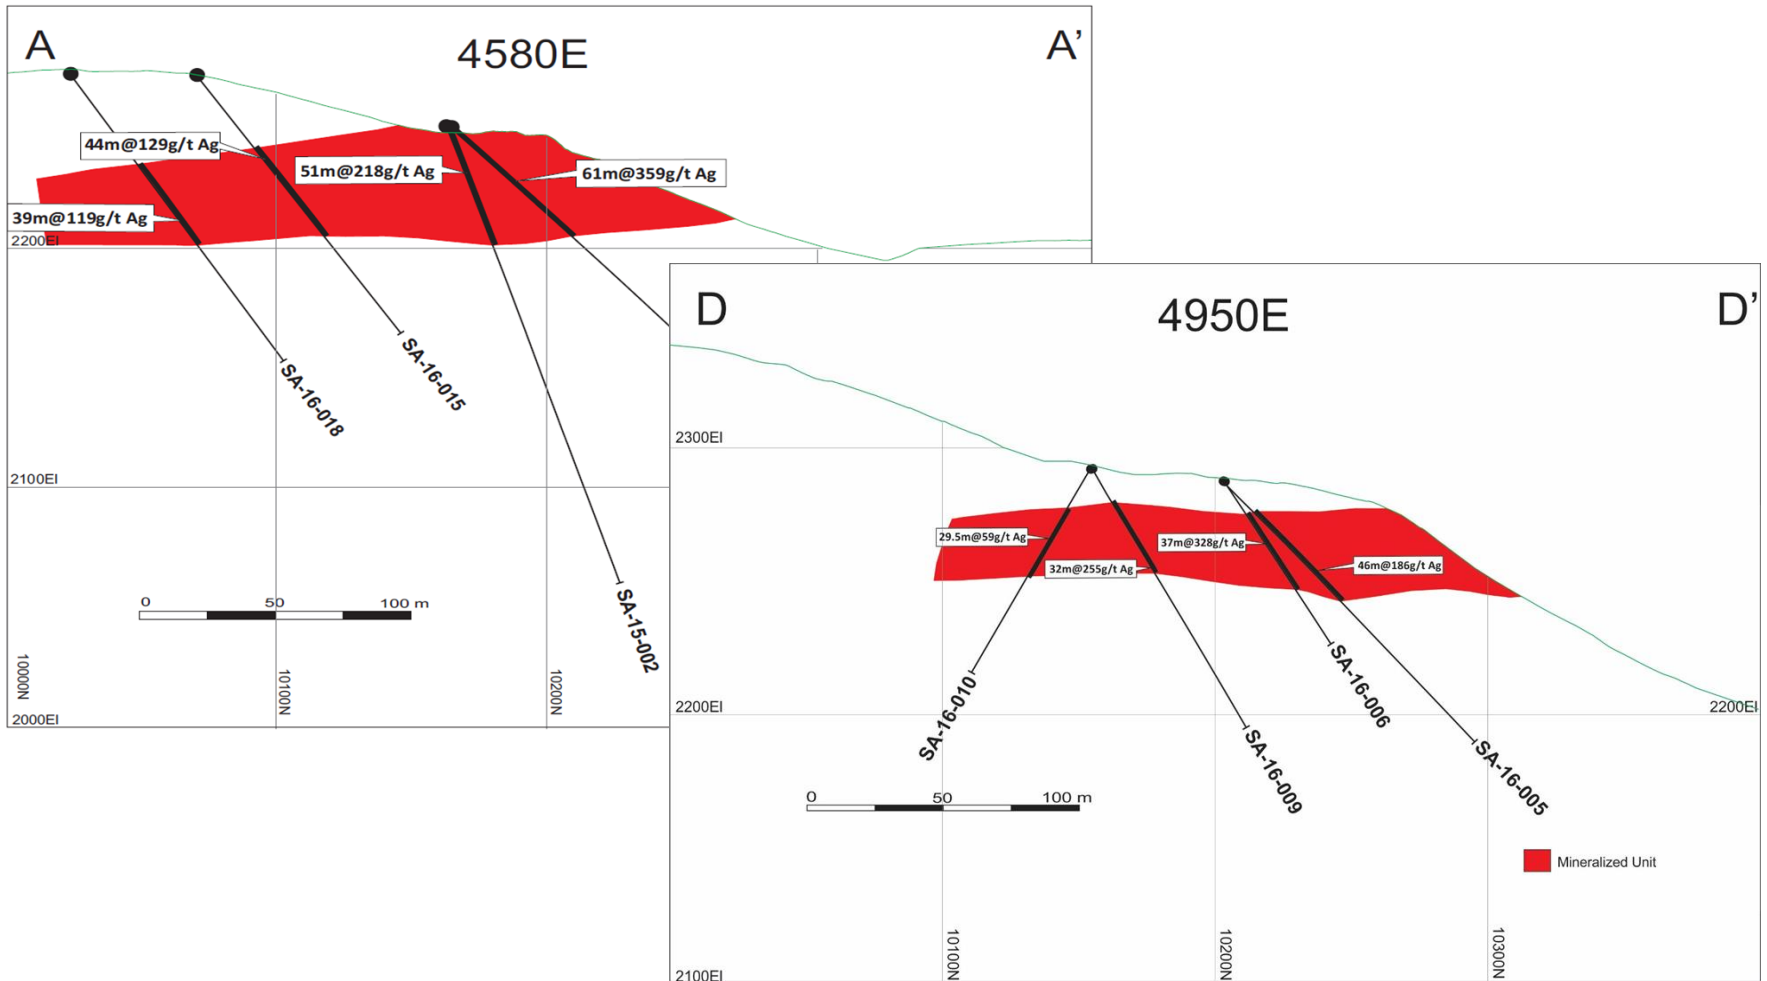 A
4580E
A’
44m@129g/t Ag
51m@218g/t Ag
61m@359g/t Ag
39m@119g/t Ag
2200El
SA-16-018
SA-16-015
SA-15-002
2100El
0 50 100 m
10000N
10100N
10200N
2000El
D
4950E
D’
2300El
29.5m@59g/t Ag
32m@255g/t Ag
37m@328g/t Ag
46m@186g/t Ag
SA-16-010
SA-16-009
SA-16-006
SA-16-005
2200El
2200El
0 50 100 m
Mineralized Unit
10100N
10200N
10300N
2100El